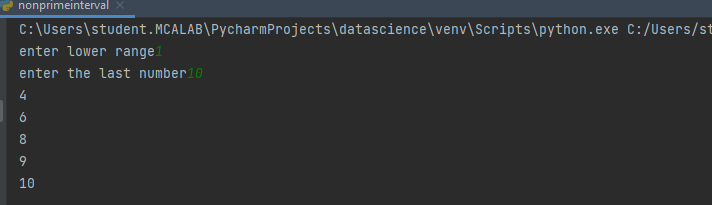 nonprimeinterval
C:\Users\student.MCALAB\PycharmProjects\datascience\venv\Scripts\python.exe C:/Users/st
enter lower range1
enter the last number10
4
6
8
9
10